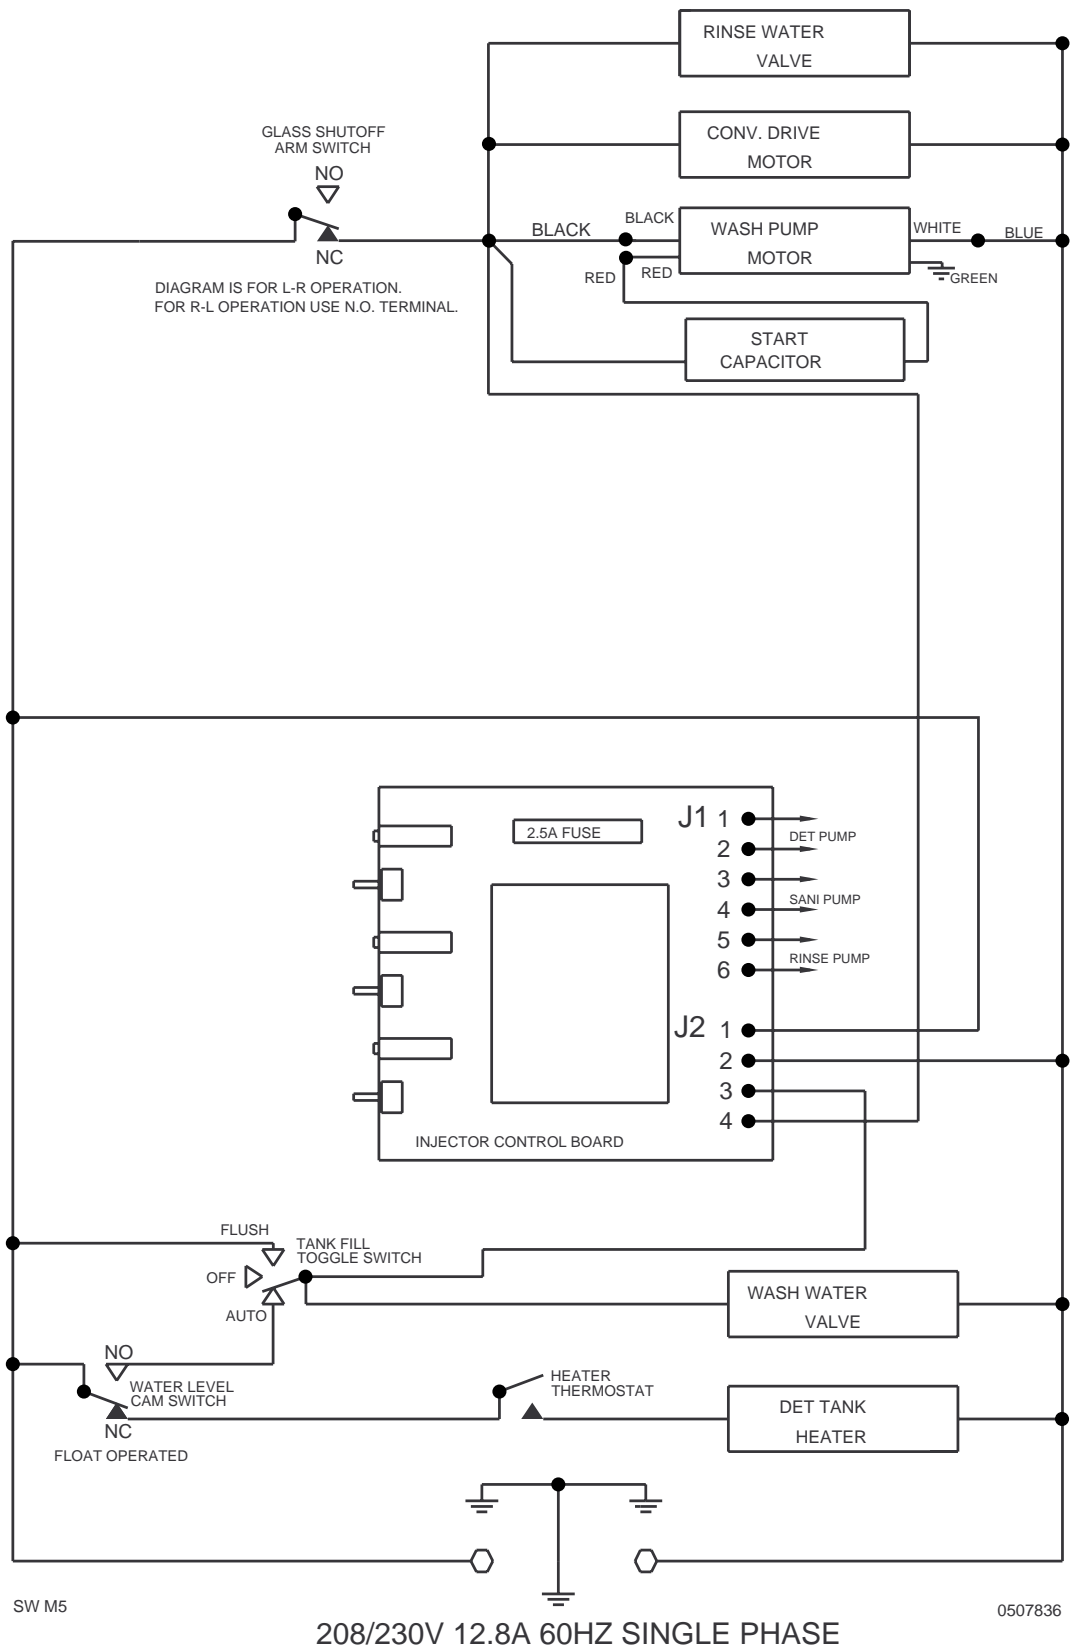 RINSE WATER
VALVE
GLASS SHUTOFF
ARM SWITCH
NO
NC
CONV. DRIVE
MOTOR
BLACK
BLACK
WASH PUMP
MOTOR
WHITE
BLUE
RED
RED
GREEN
DIAGRAM IS FOR L-R OPERATION.
FOR R-L OPERATION USE N.O. TERMINAL.
START
CAPACITOR
2.5A FUSE
J1
1
2
3
4
5
6
DET PUMP
SANI PUMP
RINSE PUMP
J2
1
2
3
4
INJECTOR CONTROL BOARD
FLUSH
TANK FILL
TOGGLE SWITCH
OFF
AUTO
WASH WATER
VALVE
NO
WATER LEVEL
CAM SWITCH
NC
FLOAT OPERATED
HEATER
THERMOSTAT
DET TANK
HEATER
SW M5
0507836
208/230V 12.8A 60HZ SINGLE PHASE